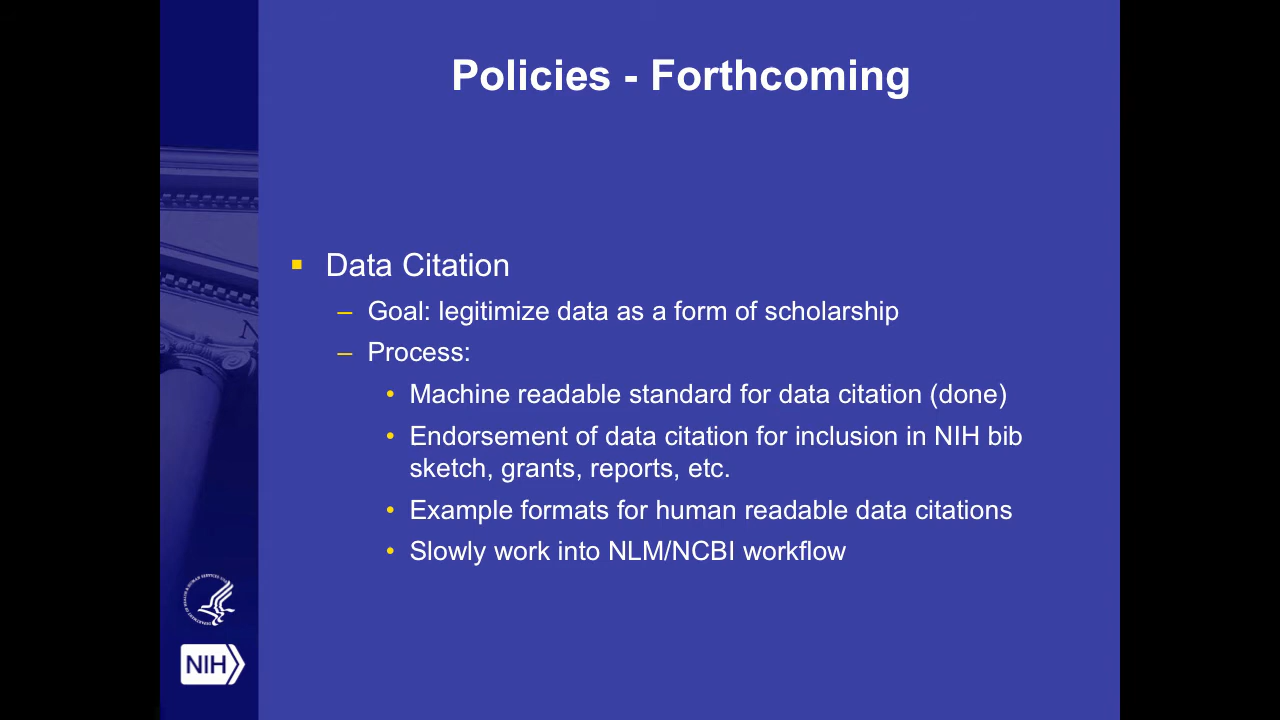 Policies - Forthcoming
▪ Data Citation
– Goal: legitimize data as a form of scholarship
– Process:
• Machine readable standard for data citation (done)
• Endorsement of data citation for inclusion in NIH bib
sketch, grants, reports, etc.
• Example formats for human readable data citations
• Slowly work into NLM/NCBI workflow
NIH